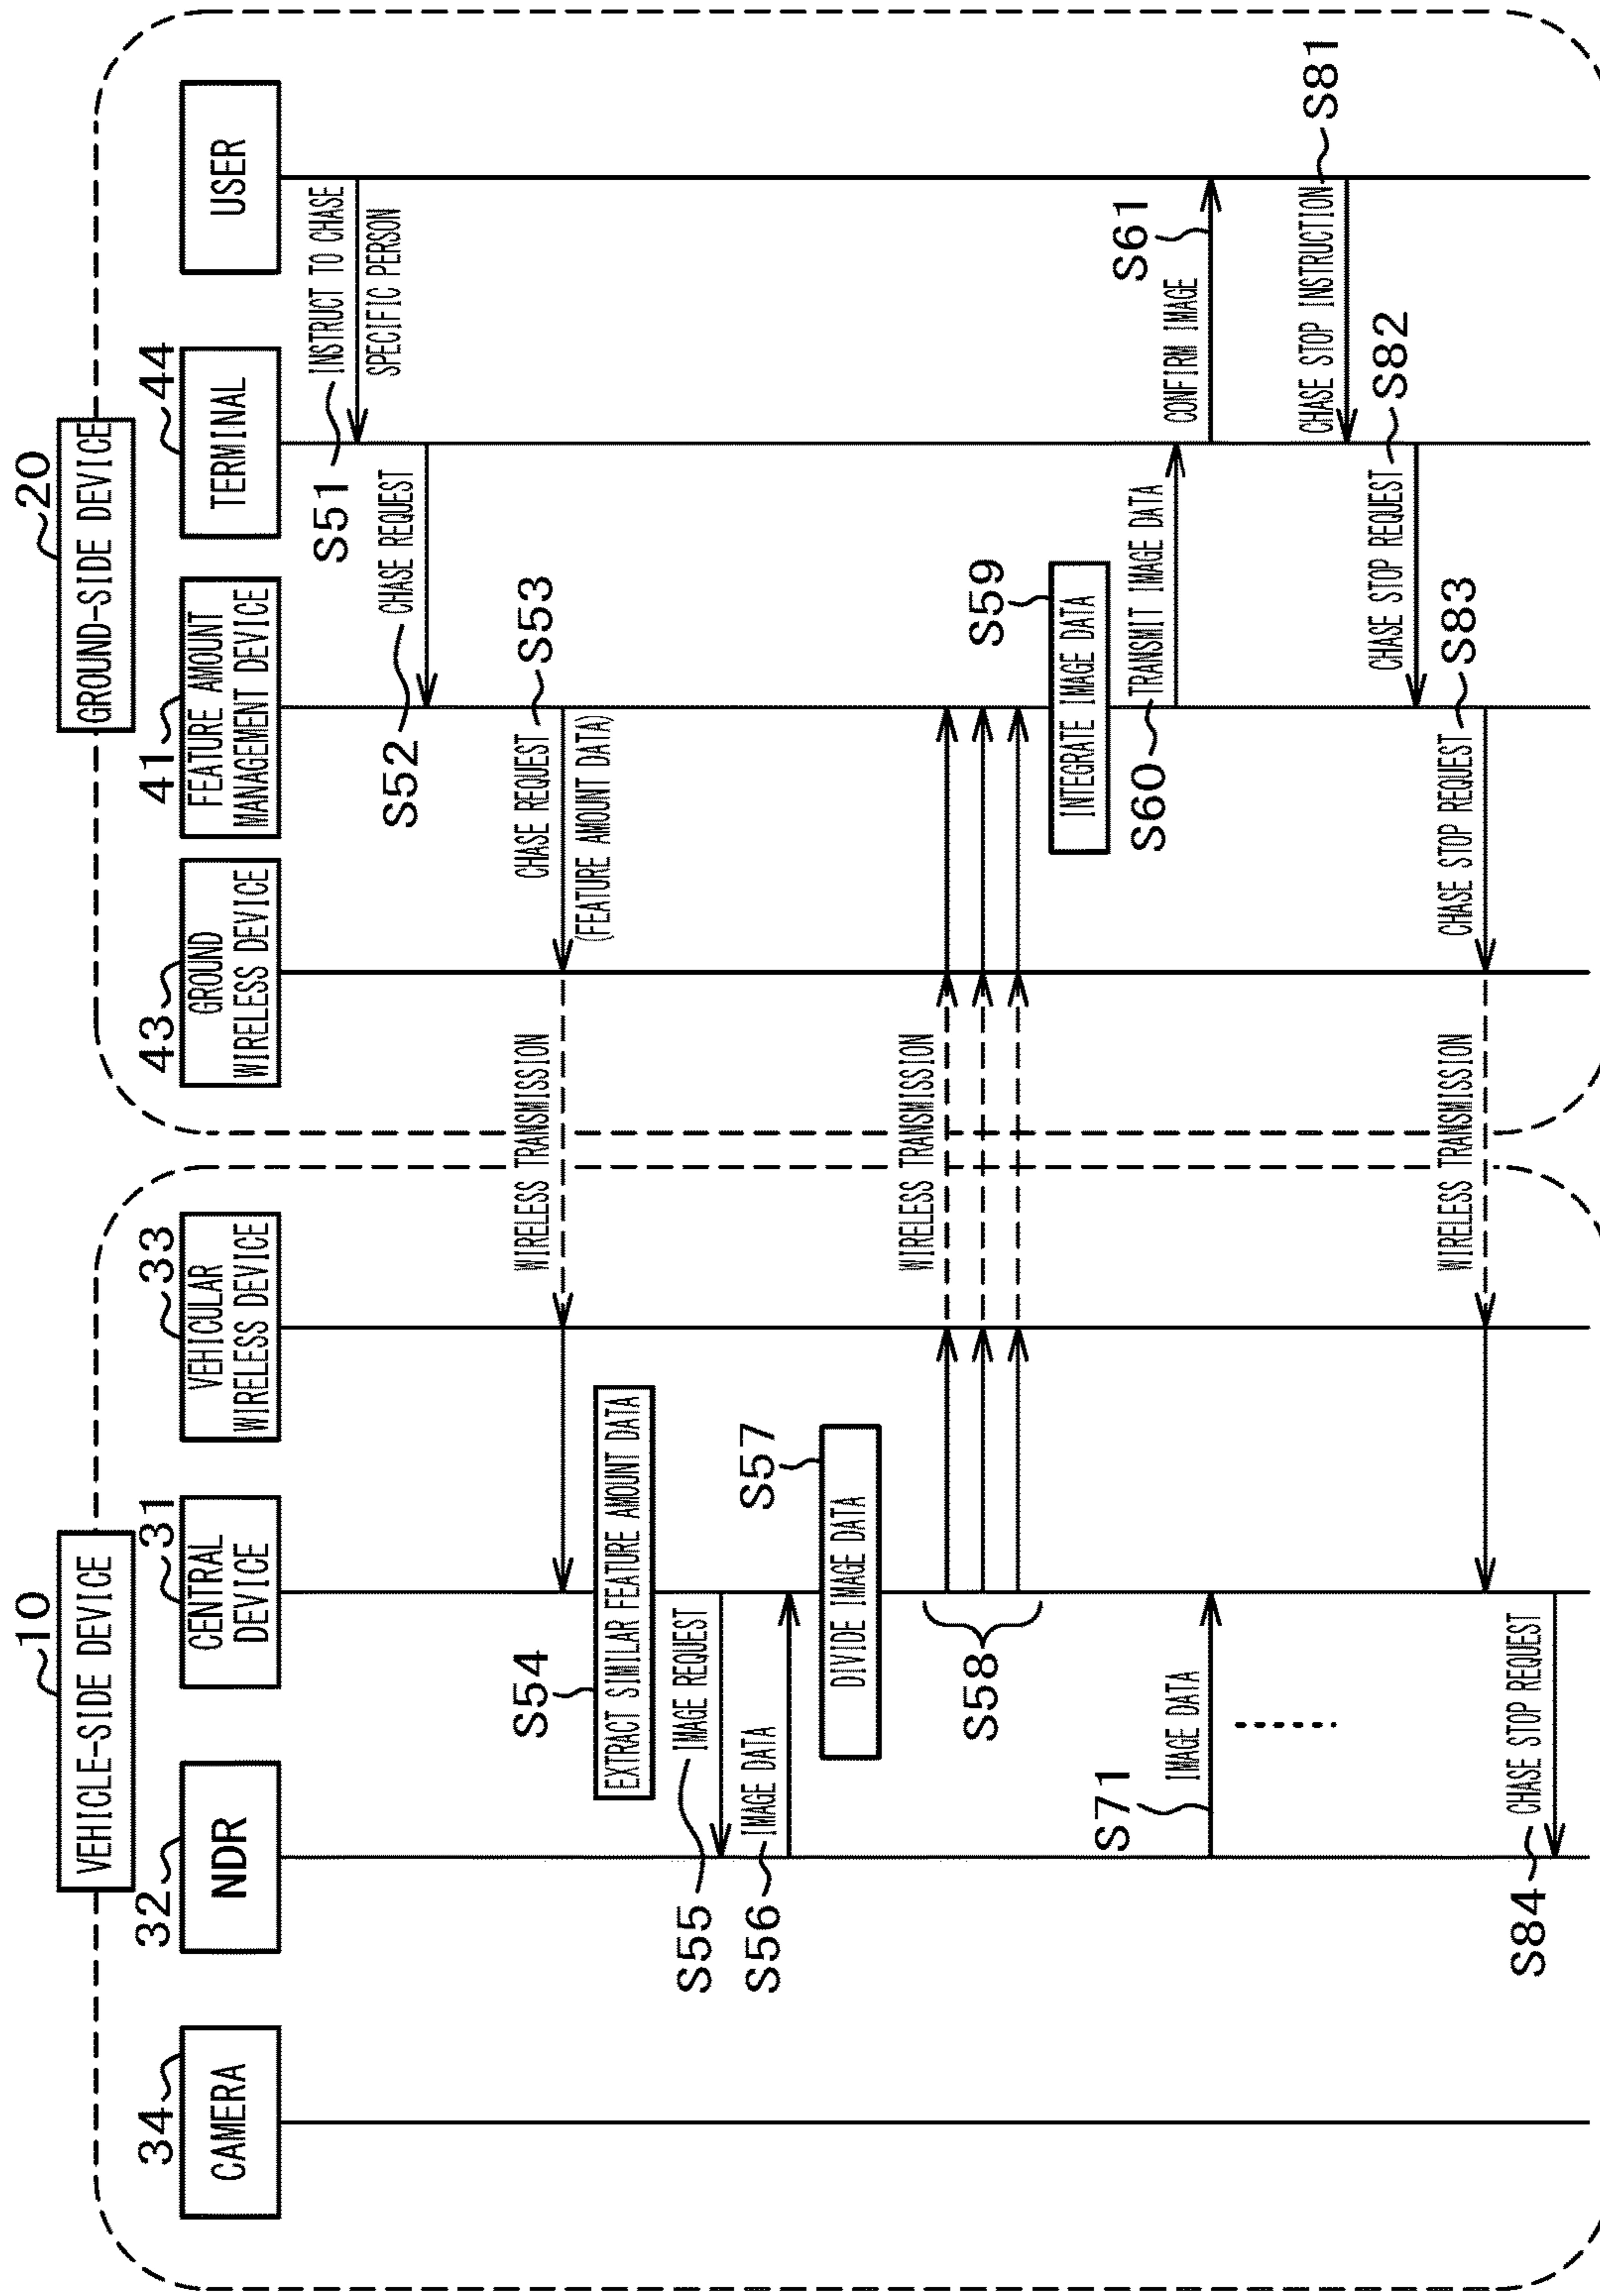 10
VEHICLE-SIDE DEVICE
20
GROUND-SIDE DEVICE
34
CAMERA
32
NDR
31
CENTRAL
DEVICE
33
VEHICULAR
WIRELESS DEVICE
43
GROUND
WIRELESS DEVICE
41
FEATURE AMOUNT
MANAGEMENT DEVICE
44
TERMINAL
USER
S51
INSTRUCT TO CHASE
SPECIFIC PERSON
S52
CHASE REQUEST
WIRELESS TRANSMISSION
CHASE REQUEST
(FEATURE AMOUNT DATA)
S53
S54
EXTRACT SIMILAR FEATURE AMOUNT DATA
S55
IMAGE REQUEST
S56
IMAGE DATA
S57
DIVIDE IMAGE DATA
WIRELESS TRANSMISSION
S58
S59
INTEGRATE IMAGE DATA
S60
TRANSMIT IMAGE DATA
S71
IMAGE DATA
CONFIRM IMAGE
S61
CHASE STOP INSTRUCTION
S81
CHASE STOP REQUEST
S82
WIRELESS TRANSMISSION
CHASE STOP REQUEST
S83
S84
CHASE STOP REQUEST